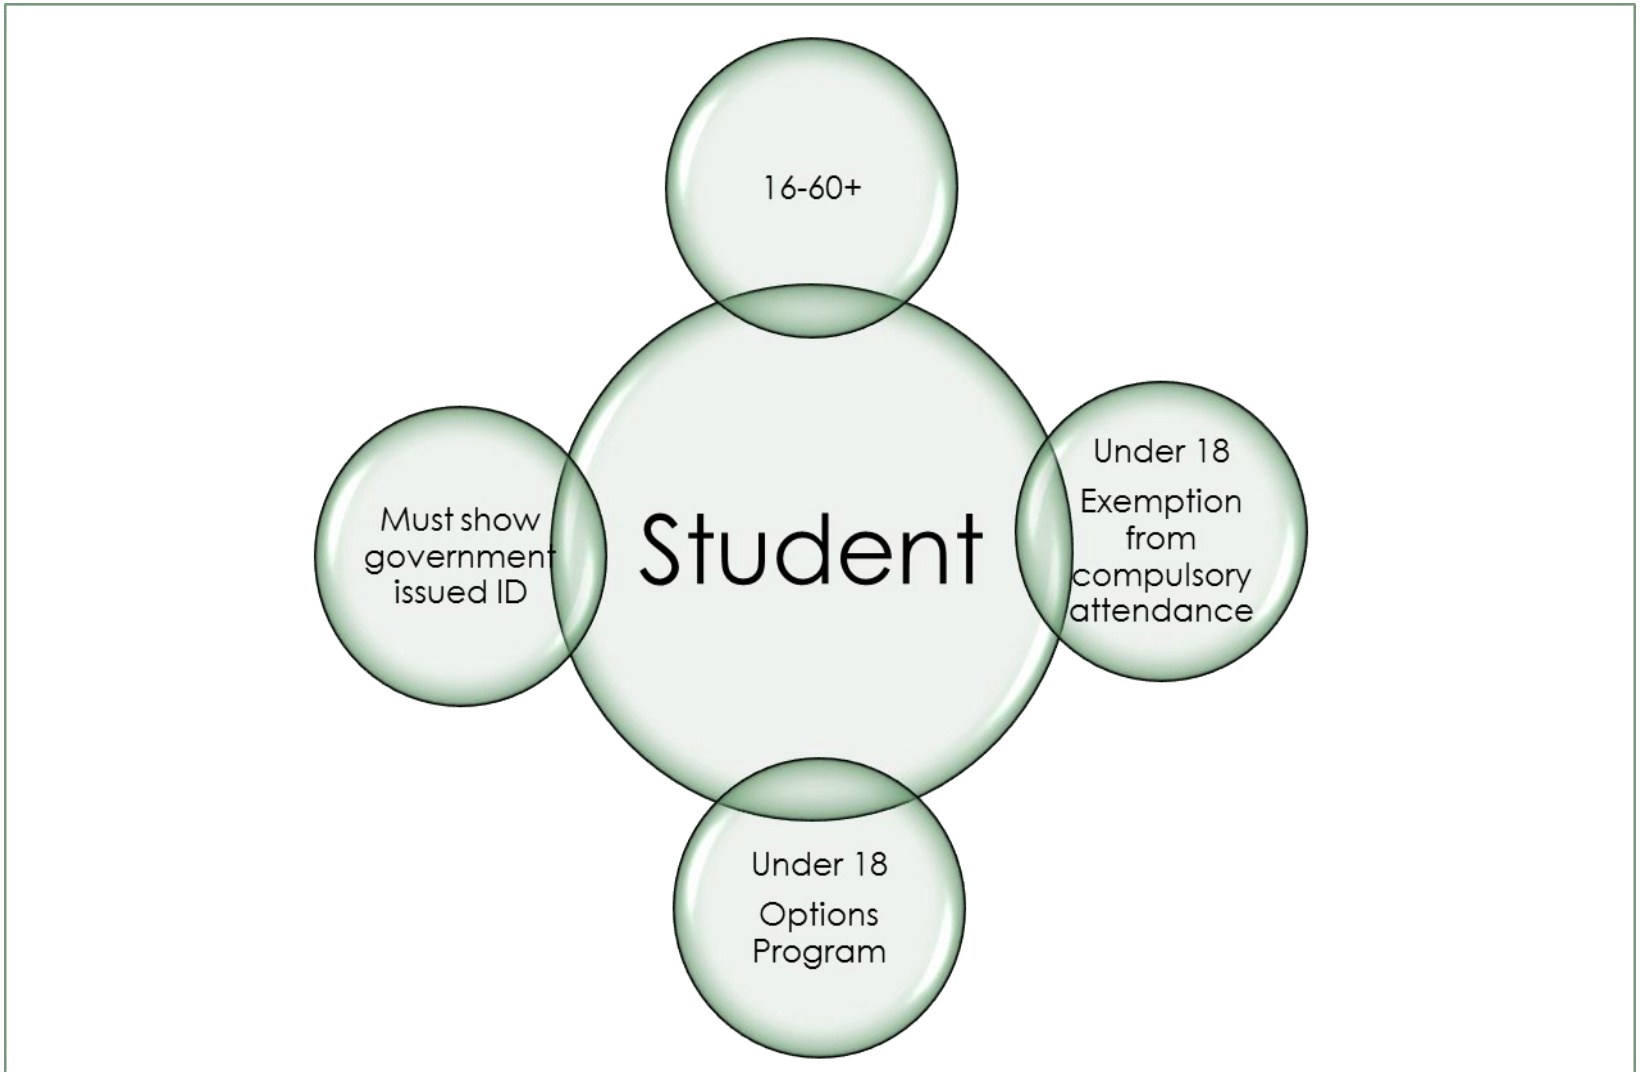 16-60+
Must show
government
issued ID
Student
Under 18
Exemption
from
compulsory
attendance
Under 18
Options
Program